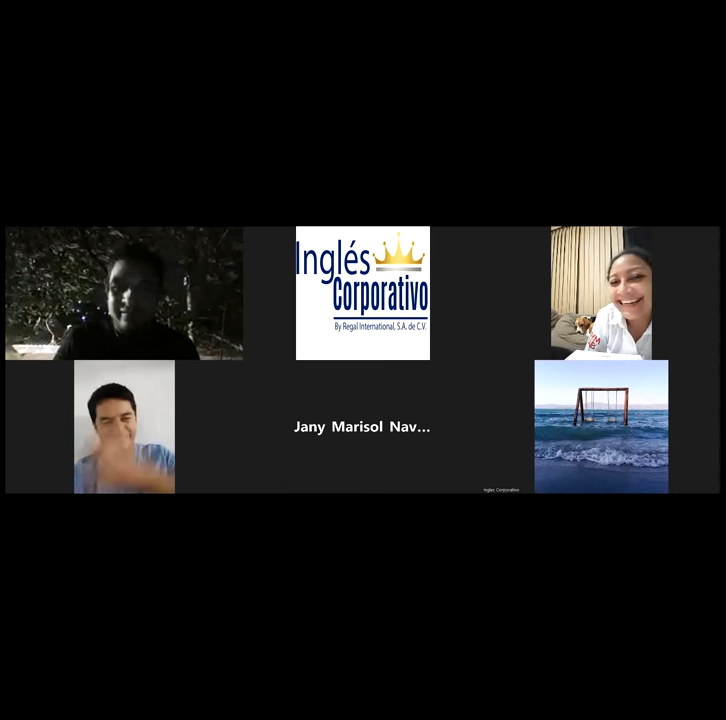 Inglés
Corporativo
By Regal International, S.A. de C.V.
Jany Marisol Nav...
Inglés Corporativo